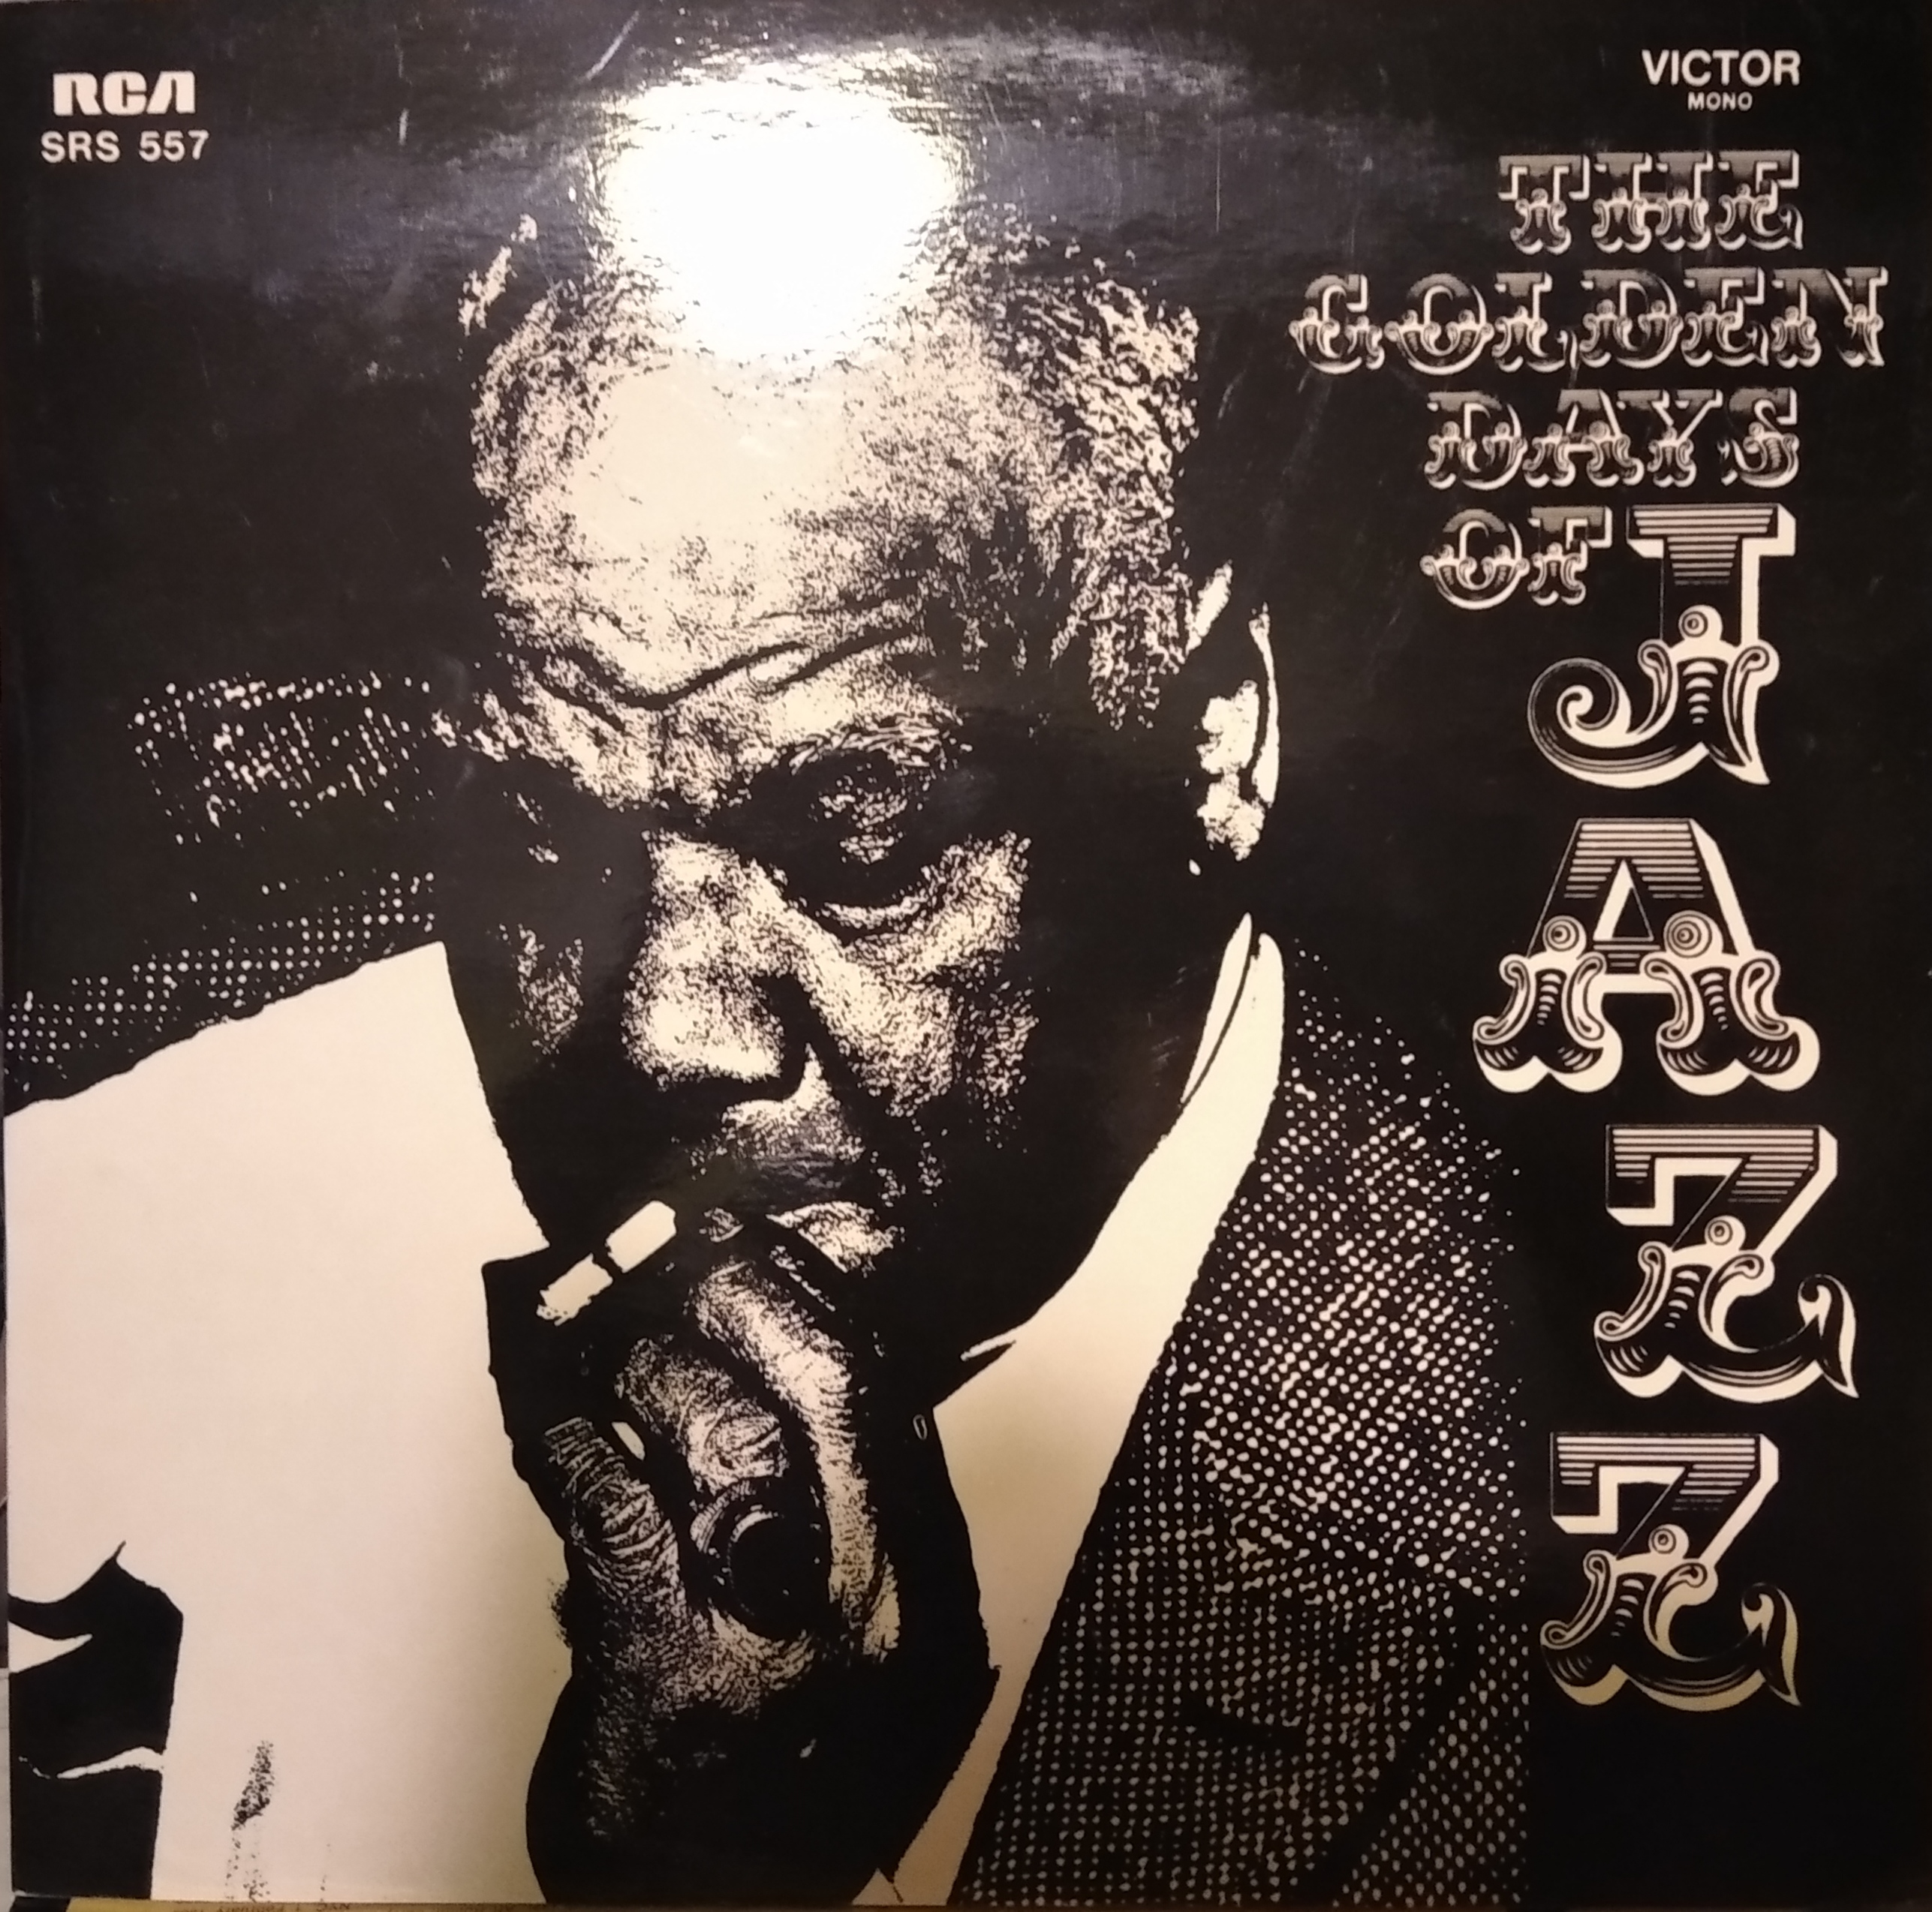 RCA
SRS 557
VICTOR
MONO
THE
GOLDEN
DAYS
OF JAZZ